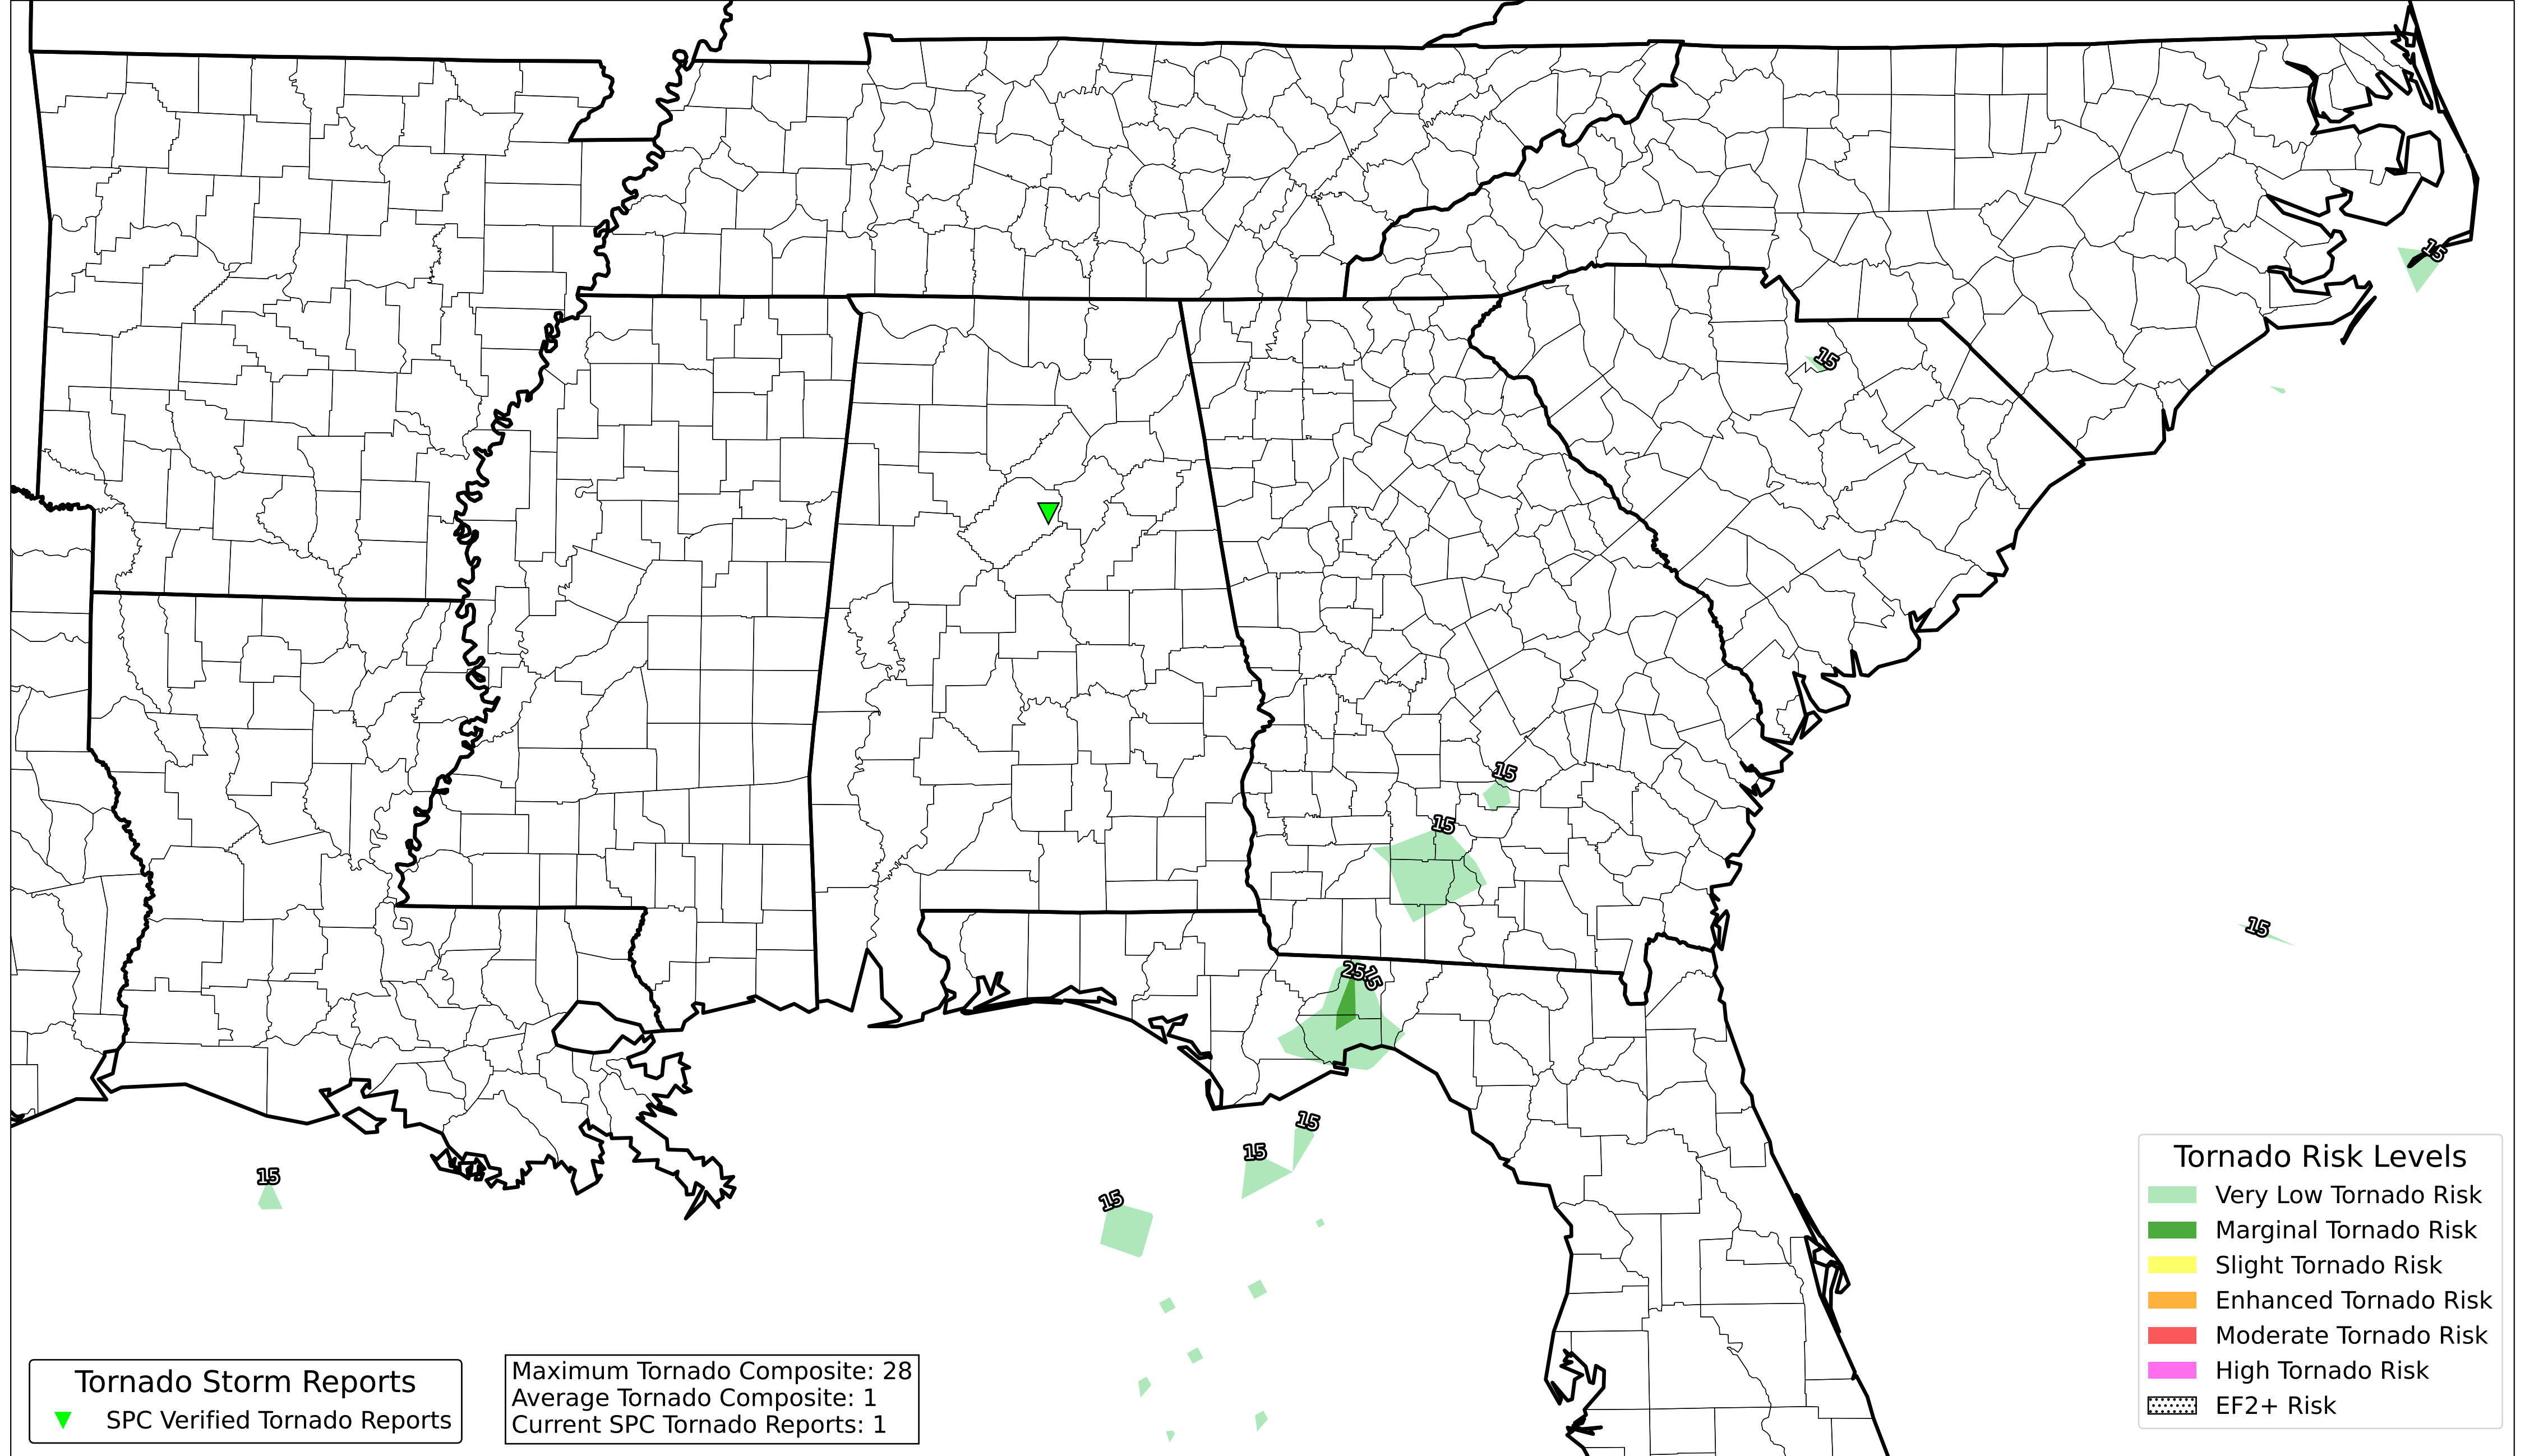 15
15
15
15
25
15
15
15
15
15
15
Tornado Risk Levels
Very Low Tornado Risk
Marginal Tornado Risk
Slight Tornado Risk
Enhanced Tornado Risk
Moderate Tornado Risk
High Tornado Risk
EF2+ Risk
Tornado Storm Reports
SPC Verified Tornado Reports
Maximum Tornado Composite: 28
Average Tornado Composite: 1
Current SPC Tornado Reports: 1